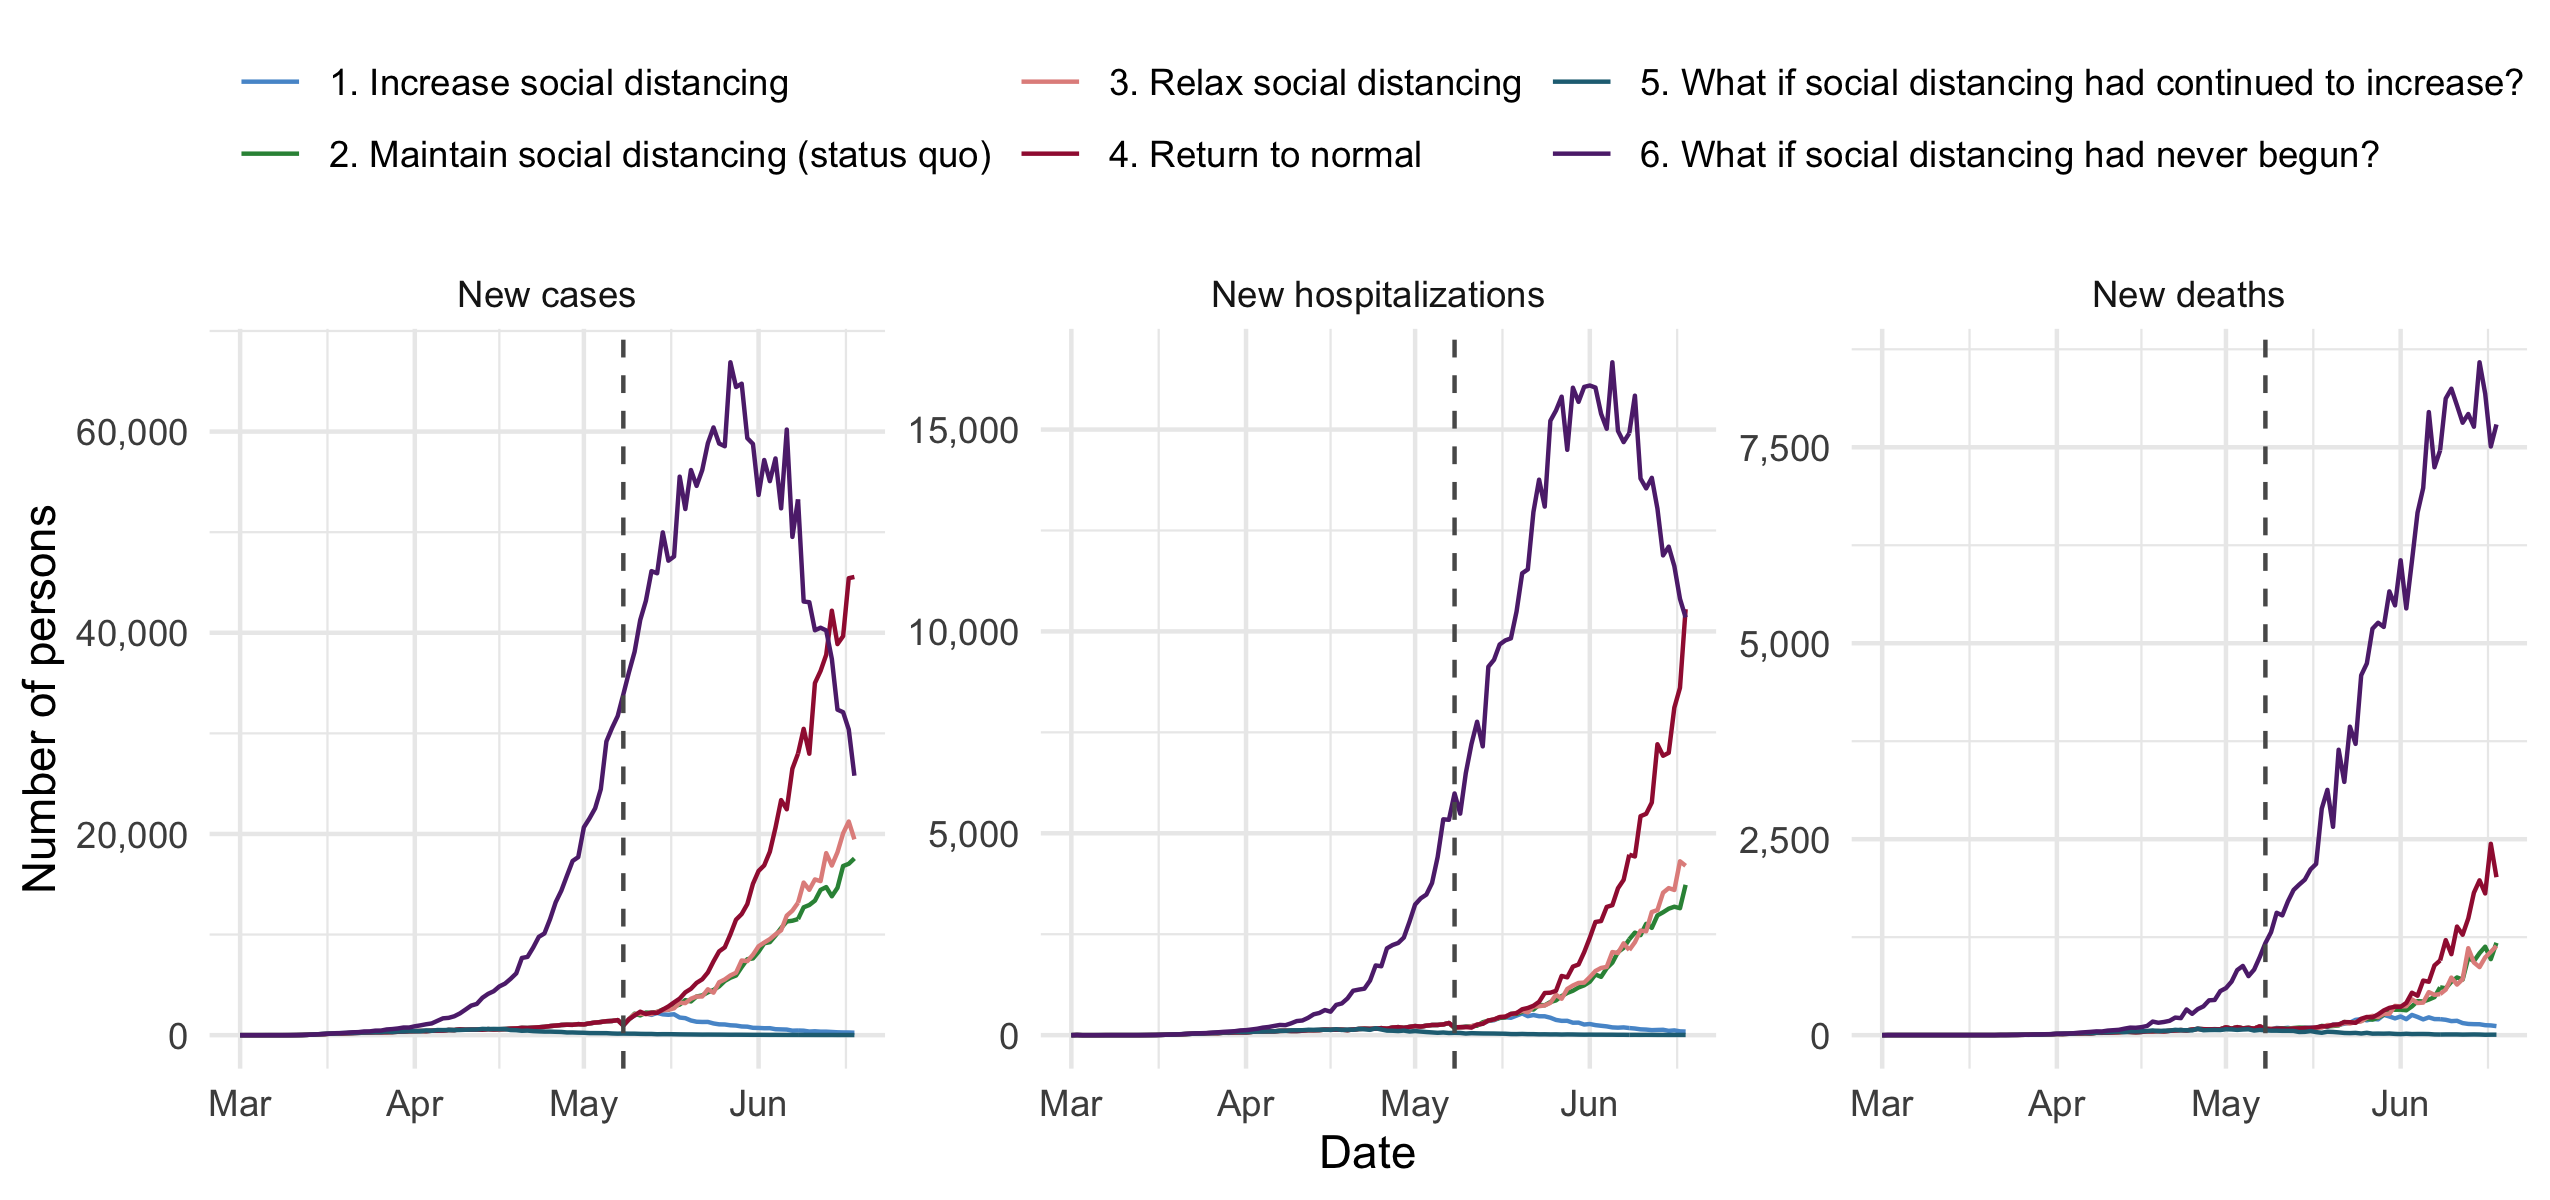 1. Increase social distancing
3. Relax social distancing
5. What if social distancing had continued to increase?
2. Maintain social distancing (status quo)
4. Return to normal
6. What if social distancing had never begun?
New cases
New hospitalizations
New deaths
Number of persons
60,000
40,000
20,000
0
Mar Apr May Jun
15,000
10,000
5,000
0
Mar Apr May Jun
7,500
5,000
2,500
0
Mar Apr May Jun
Date